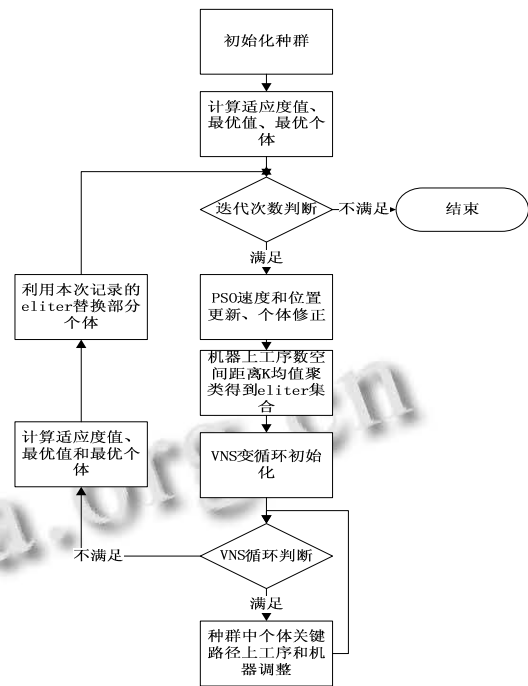 初始化种群
计算适应度值、
最优值、最优个
体
迭代次数判断
不满足
结束
满足
利用本次记录的
eliter替换部分
个体
PSO速度和位置
更新、个体修正
机器上工序数空
间距离K均值聚
类得到eliter集
合
计算适应度值、
最优值和最优个
体
VNS变循环初始
化
VNS循环判断
不满足
满足
种群中个体关键
路径上工序和机
器调整
a.org.cn